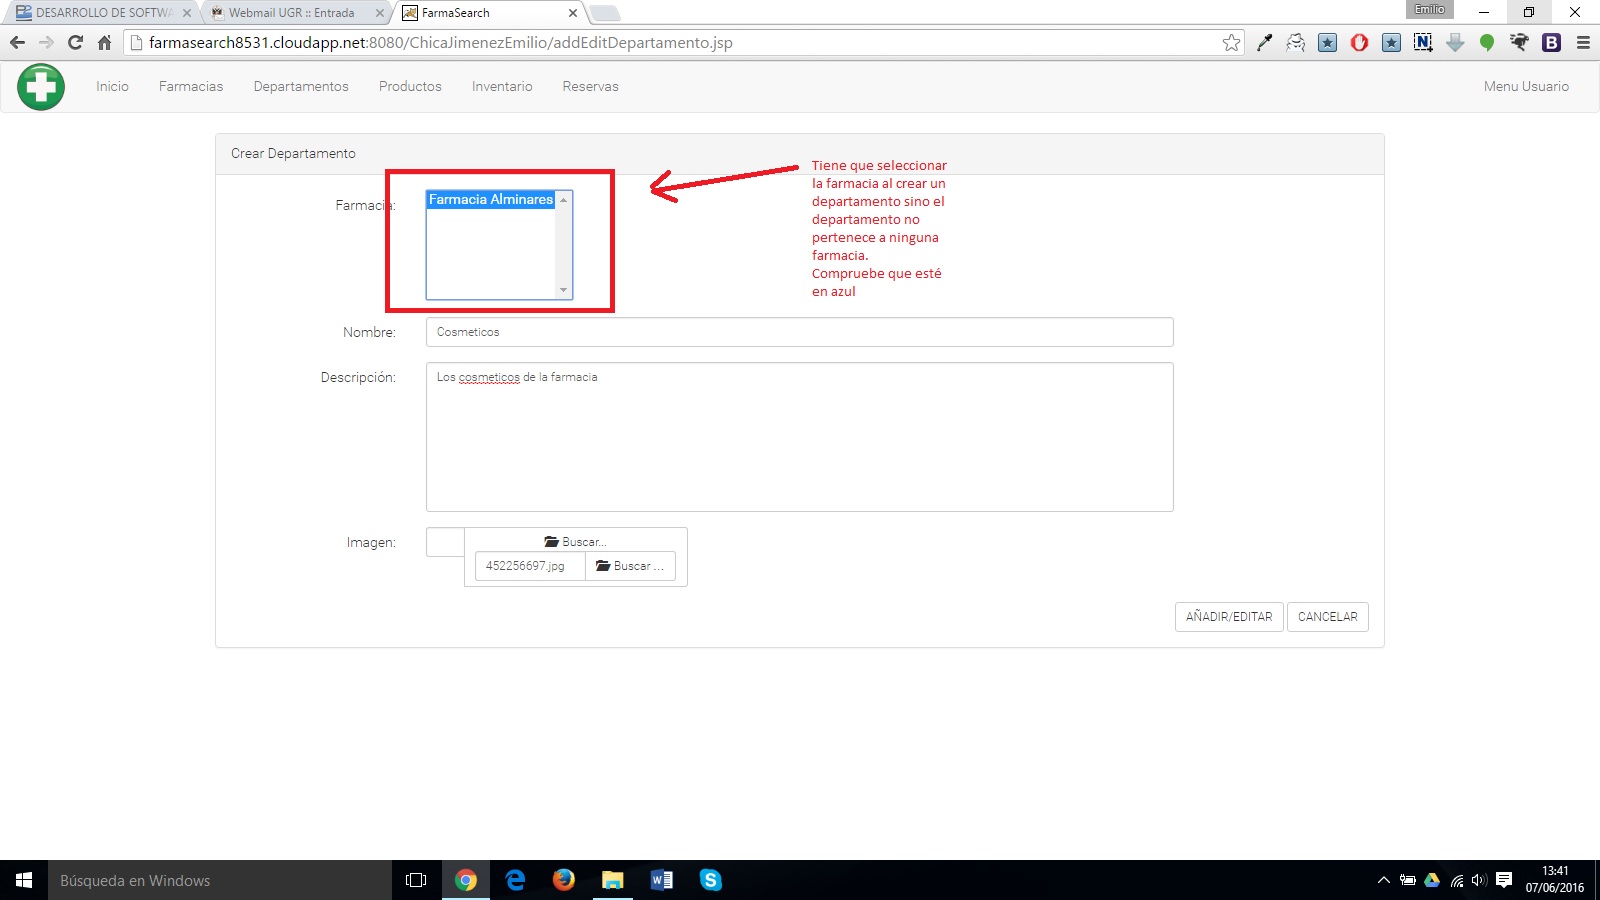 DESARROLLO DE SOFTWA
Webmail UGR :: Entrada
FarmaSearch
Emilio
farmasearch8531.cloudapp.net:8080/ChicaJimenezEmilio/addEditDepartamento.jsp
Inicio
Farmacias
Departamentos
Productos
Inventario
Reservas
Menu Usuario
Crear Departamento
Farmacia:
Farmacia Alminares
Tiene que seleccionar
la farmacia al crear un
departamento sino el
departamento no
pertenece a ninguna
farmacia.
Compruebe que esté
en azul
Nombre:
Cosmeticos
Descripción:
Los cosmeticos de la farmacia
Imagen:
Buscar...
452256697.jpg
Buscar ...
AÑADIR/EDITAR
CANCELAR
Búsqueda en Windows
13:41
07/06/2016